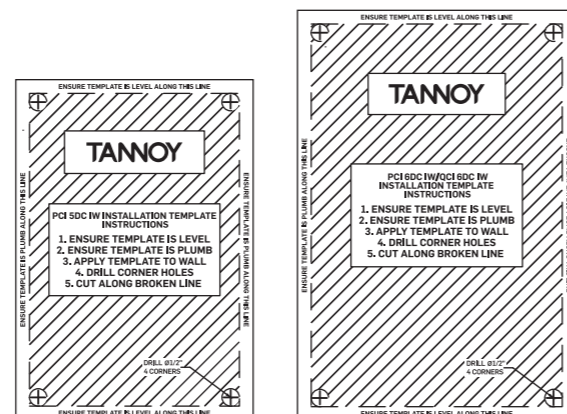 ENSURE TEMPLATE IS LEVEL ALONG THIS LINE
TANNOY
PCI 5DC IW INSTALLATION TEMPLATE
INSTRUCTIONS
1. ENSURE TEMPLATE IS LEVEL
2. ENSURE TEMPLATE IS PLUMB
3. APPLY TEMPLATE TO WALL
4. DRILL CORNER HOLES
5. CUT ALONG BROKEN LINE
ENSURE TEMPLATE IS PLUMB ALONG THIS LINE
ENSURE TEMPLATE IS PLUMB ALONG THIS LINE
DRILL Ø1/2"
4 CORNERS
ENSURE TEMPLATE IS LEVEL ALONG THIS LINE
ENSURE TEMPLATE IS LEVEL ALONG THIS LINE
TANNOY
PCI 6DC IW/QCI 6DC IW
INSTALLATION TEMPLATE
INSTRUCTIONS
1. ENSURE TEMPLATE IS LEVEL
2. ENSURE TEMPLATE IS PLUMB
3. APPLY TEMPLATE TO WALL
4. DRILL CORNER HOLES
5. CUT ALONG BROKEN LINE
ENSURE TEMPLATE IS PLUMB ALONG THIS LINE
DRILL Ø1/2"
4 CORNERS
ENSURE TEMPLATE IS LEVEL ALONG THIS LINE